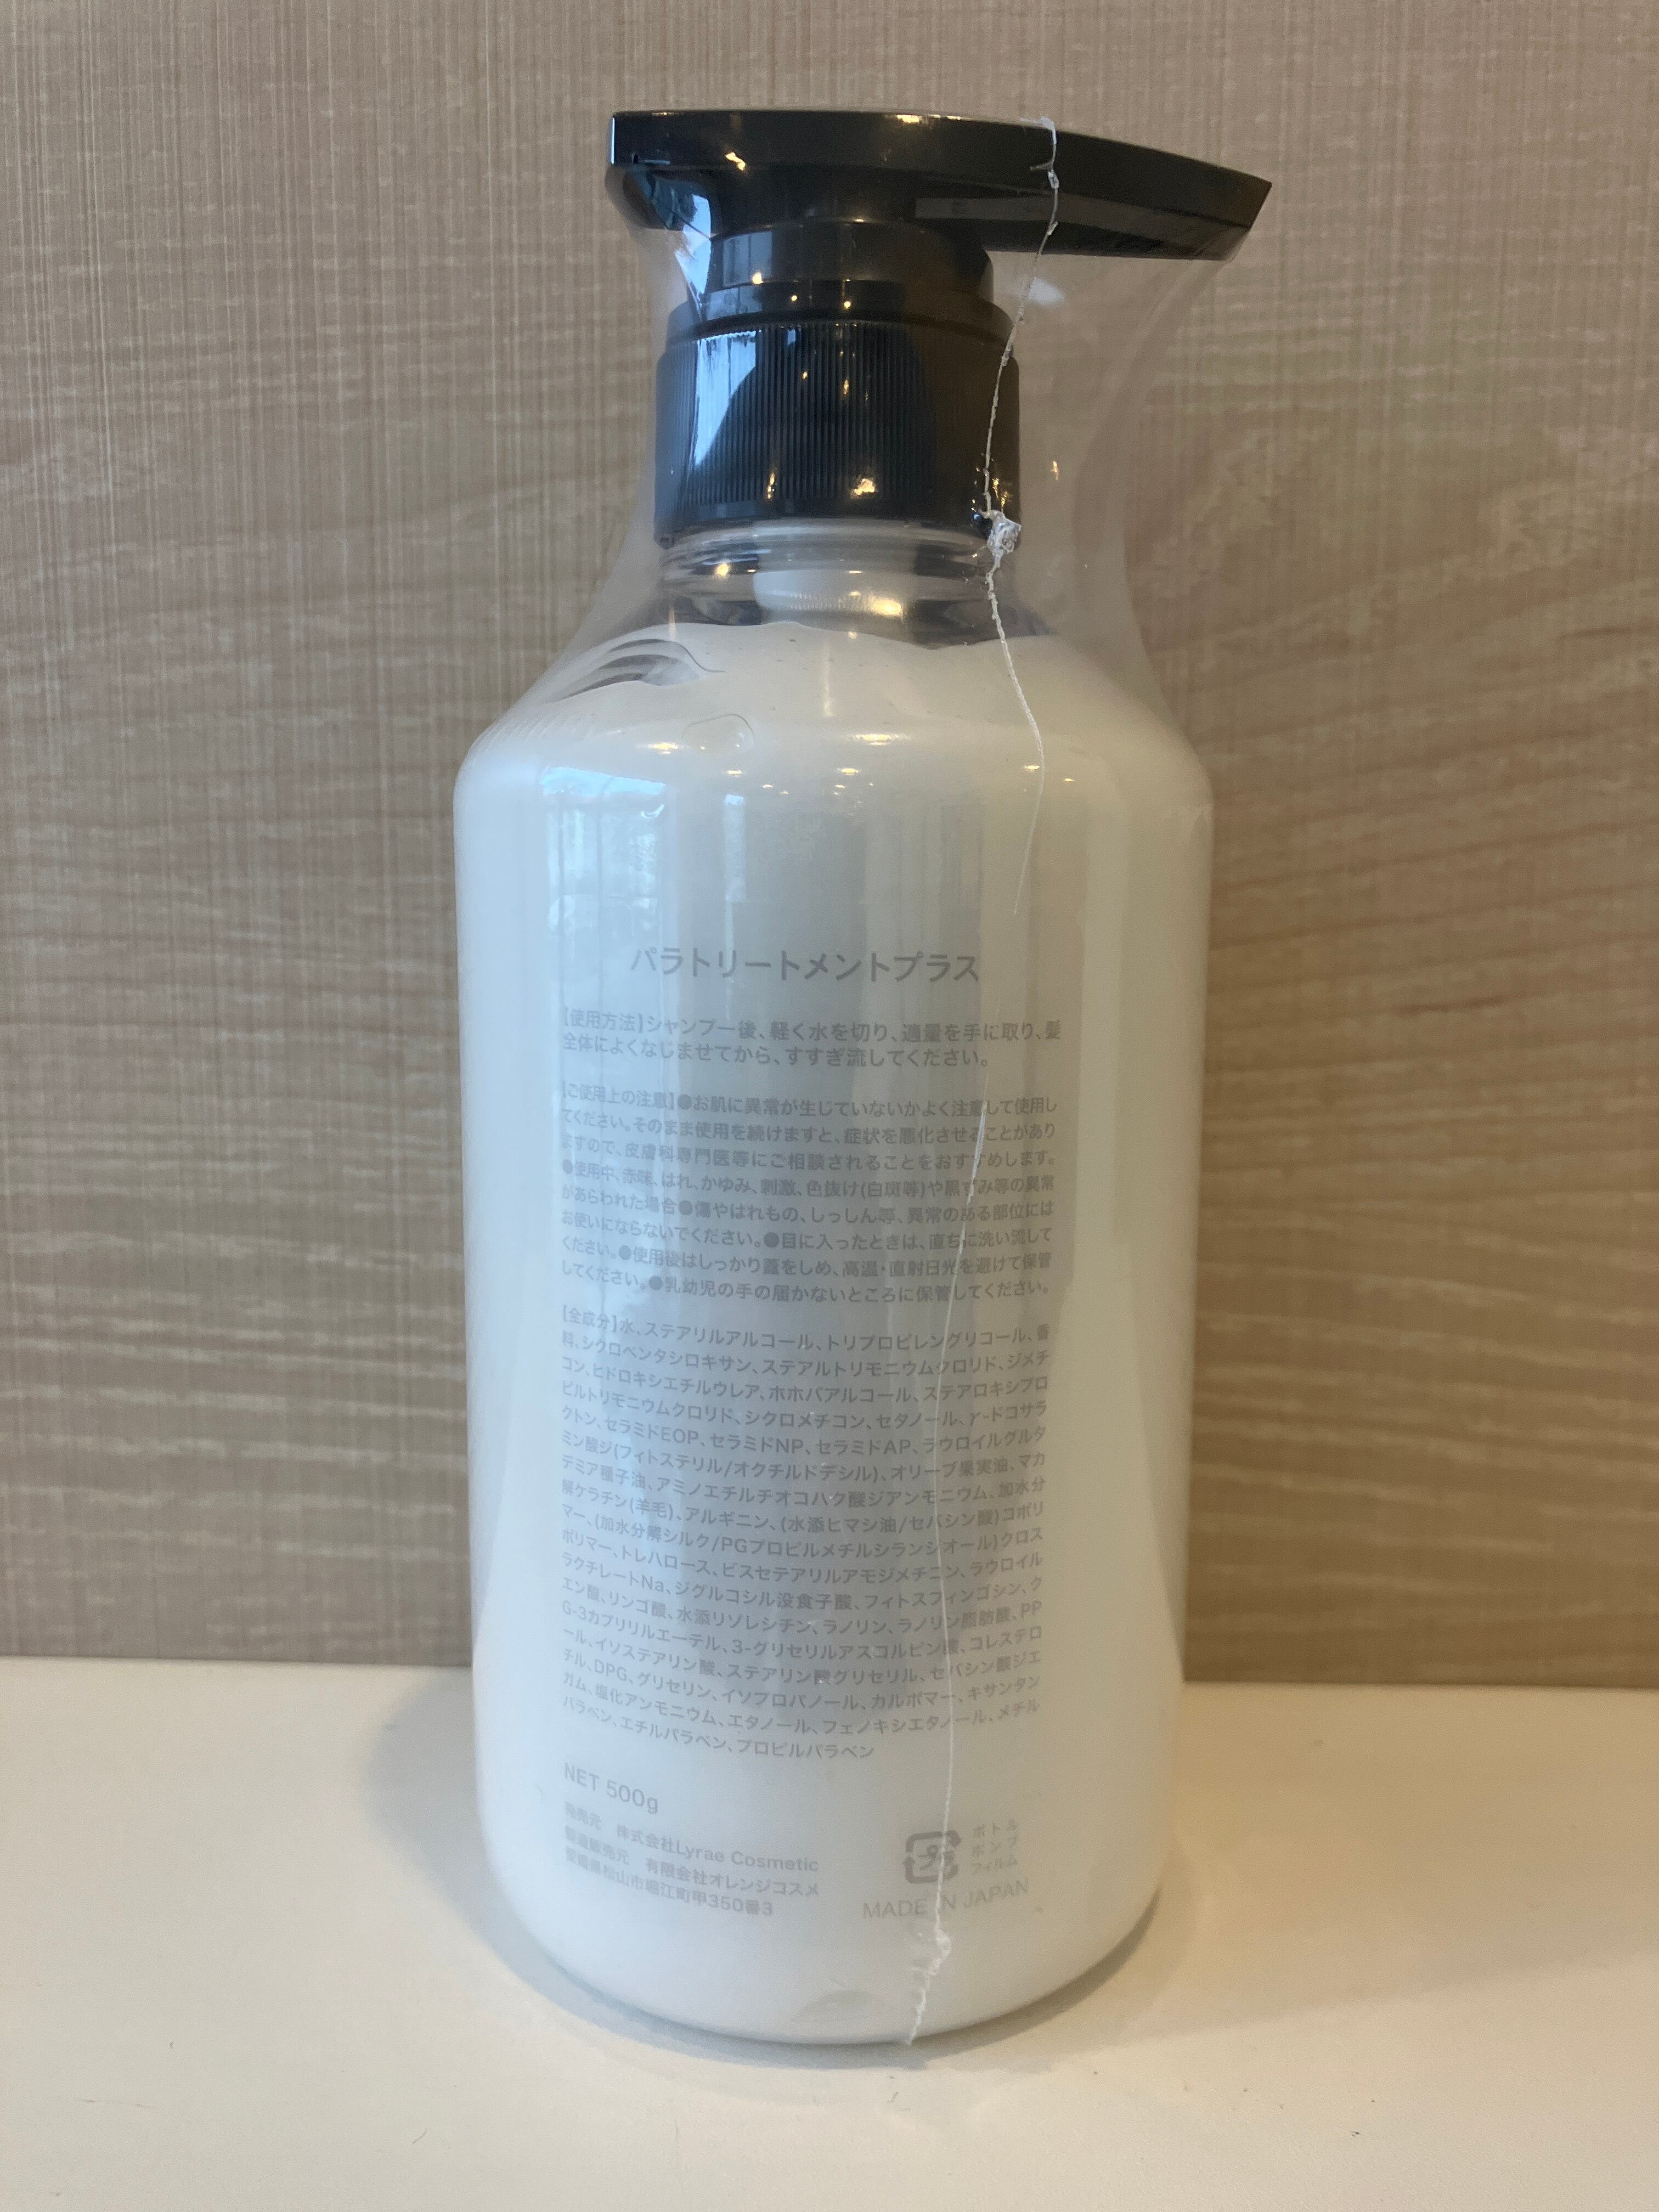 パラトリートメントプラス
【使用方法】シャンプー後、軽く水を切り、適量を手に取り、髪
全体によくなじませてから、すすぎ流してください。
【ご使用上の注意】●お肌に異常が生じていないかよく注意して使用し
てください。そのまま使用を続けますと、症状を悪化させることがあり
ますので、皮膚科専門医等にご相談されることをおすすめします。
●使用中、赤味、はれ、かゆみ、刺激、色抜け(白斑等)や黒ずみ等の異常
があらわれた場合●傷やはれもの、しっしん等、異常のある部位には
お使いにならないでください。●目に入ったときは、直ちに洗い流して
ください。●使用後はしっかり蓋をしめ、高温・直射日光を避けて保管
してください。●乳幼児の手の届かないところに保管してください。
【全成分】水、ステアリルアルコール、トリプロピレングリコール、香
料、シクロペンタシロキサン、ステアルトリモニウムクロリド、ジメチ
コン、ヒドロキシエチルウレア、ホホバアルコール、ステアロキシプロ
ピルトリモニウムクロリド、シクロメチコン、セタノール、γ-ドコサラ
クトン、セラミドEOP、セラミドNP、セラミドAP、ラウロイルグルタ
ミン酸ジ(フィトステリル/オクチルドデシル)、オリーブ果実油、マカ
デミア種子油、アミノエチルチオコハク酸ジアンモニウム、加水分
解ケラチン(羊毛)、アルギニン、(水添ヒマシ油/セバシン酸)コポリ
マー、(加水分解シルク/PGプロピルメチルシランジオール)クロス
ポリマー、トレハロース、ビスセテアリルアモジメチコン、ラウロイル
ラクチレートNa、ジグルコシル没食子酸、フィトスフィンゴシン、ク
エン酸、リンゴ酸、水添リゾレシチン、ラノリン、ラノリン脂肪酸、PP
G-3カプリリルエーテル、3-グリセリルアスコルビン酸、コレステロ
ール、イソステアリン酸、ステアリン酸グリセリル、セバシン酸ジエ
チル、DPG、グリセリン、イソプロパノール、カルボマー、キサンタン
ガム、塩化アンモニウム、エタノール、フェノキシエタノール、メチル
パラベン、エチルパラベン、プロピルパラベン
NET 500g
発売元　株式会社Lyrae Cosmetic
製造販売元　有限会社オレンジコスメ
愛媛県松山市堀江町甲350番3
プラ
ボトル
ポンプ
フィルム
MADE IN JAPAN